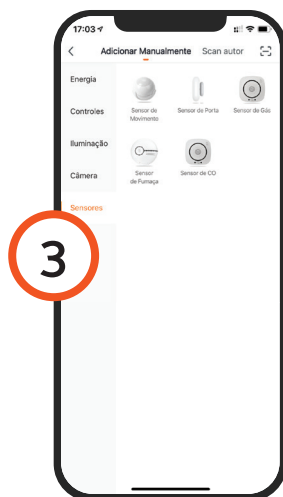 17:03
Adicionar Manualmente Scan autor
Energia
Controles
Iluminação
Câmera
Sensores
Sensor de
Movimento
Sensor de Porta
Sensor de Gás
Sensor
de Fumaça
Sensor de CO
3